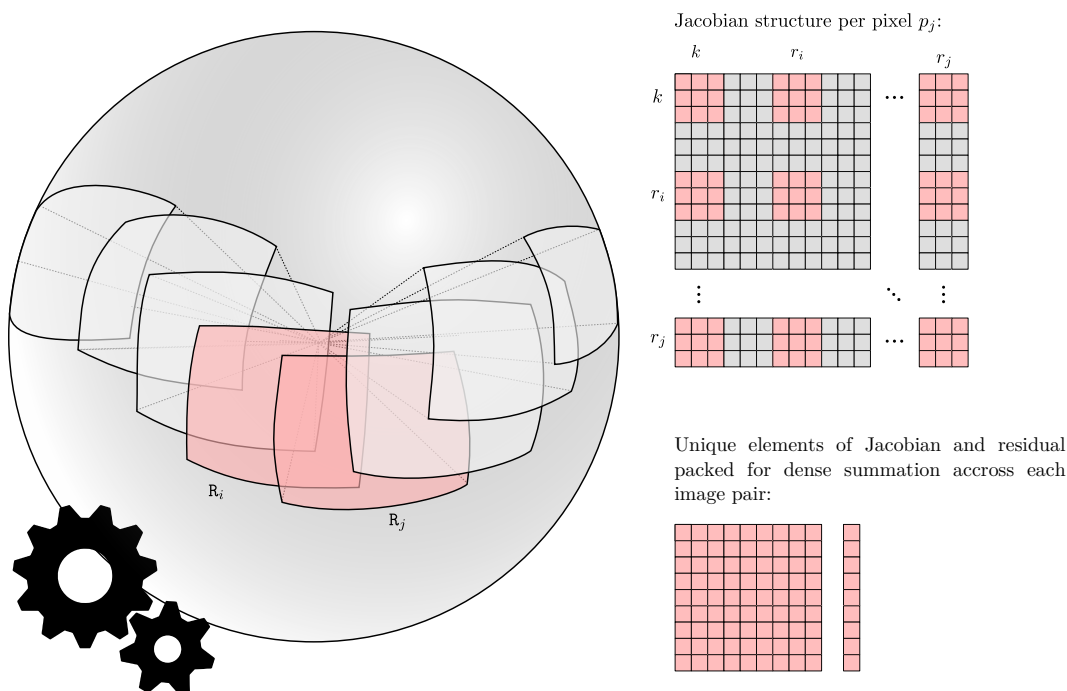 Jacobian structure per pixel p_j:
k r_i r_j
k ...
r_i
⋮ ⋱ ⋮
r_j ...
Unique elements of Jacobian and residual
packed for dense summation accross each
image pair:
R_i
R_j